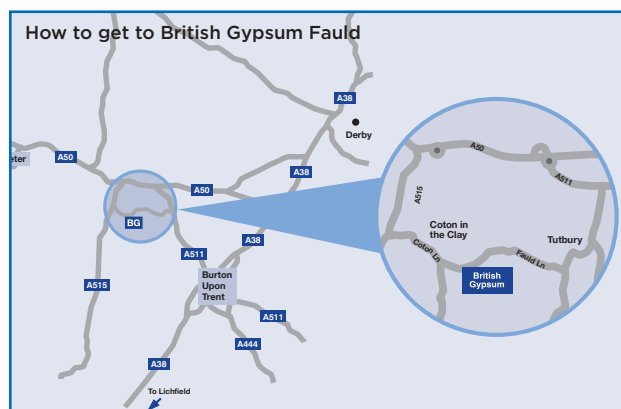 How to get to British Gypsum Fauld
A38
Derby
eter
A50
A50
A38
BG
A511
A38
A515
Burton
Upon
Trent
A511
A444
A38
To Lichfield
A50
A511
A515
Coton in
the Clay
Coton Ln
Fauld Ln
Tutbury
British
Gypsum